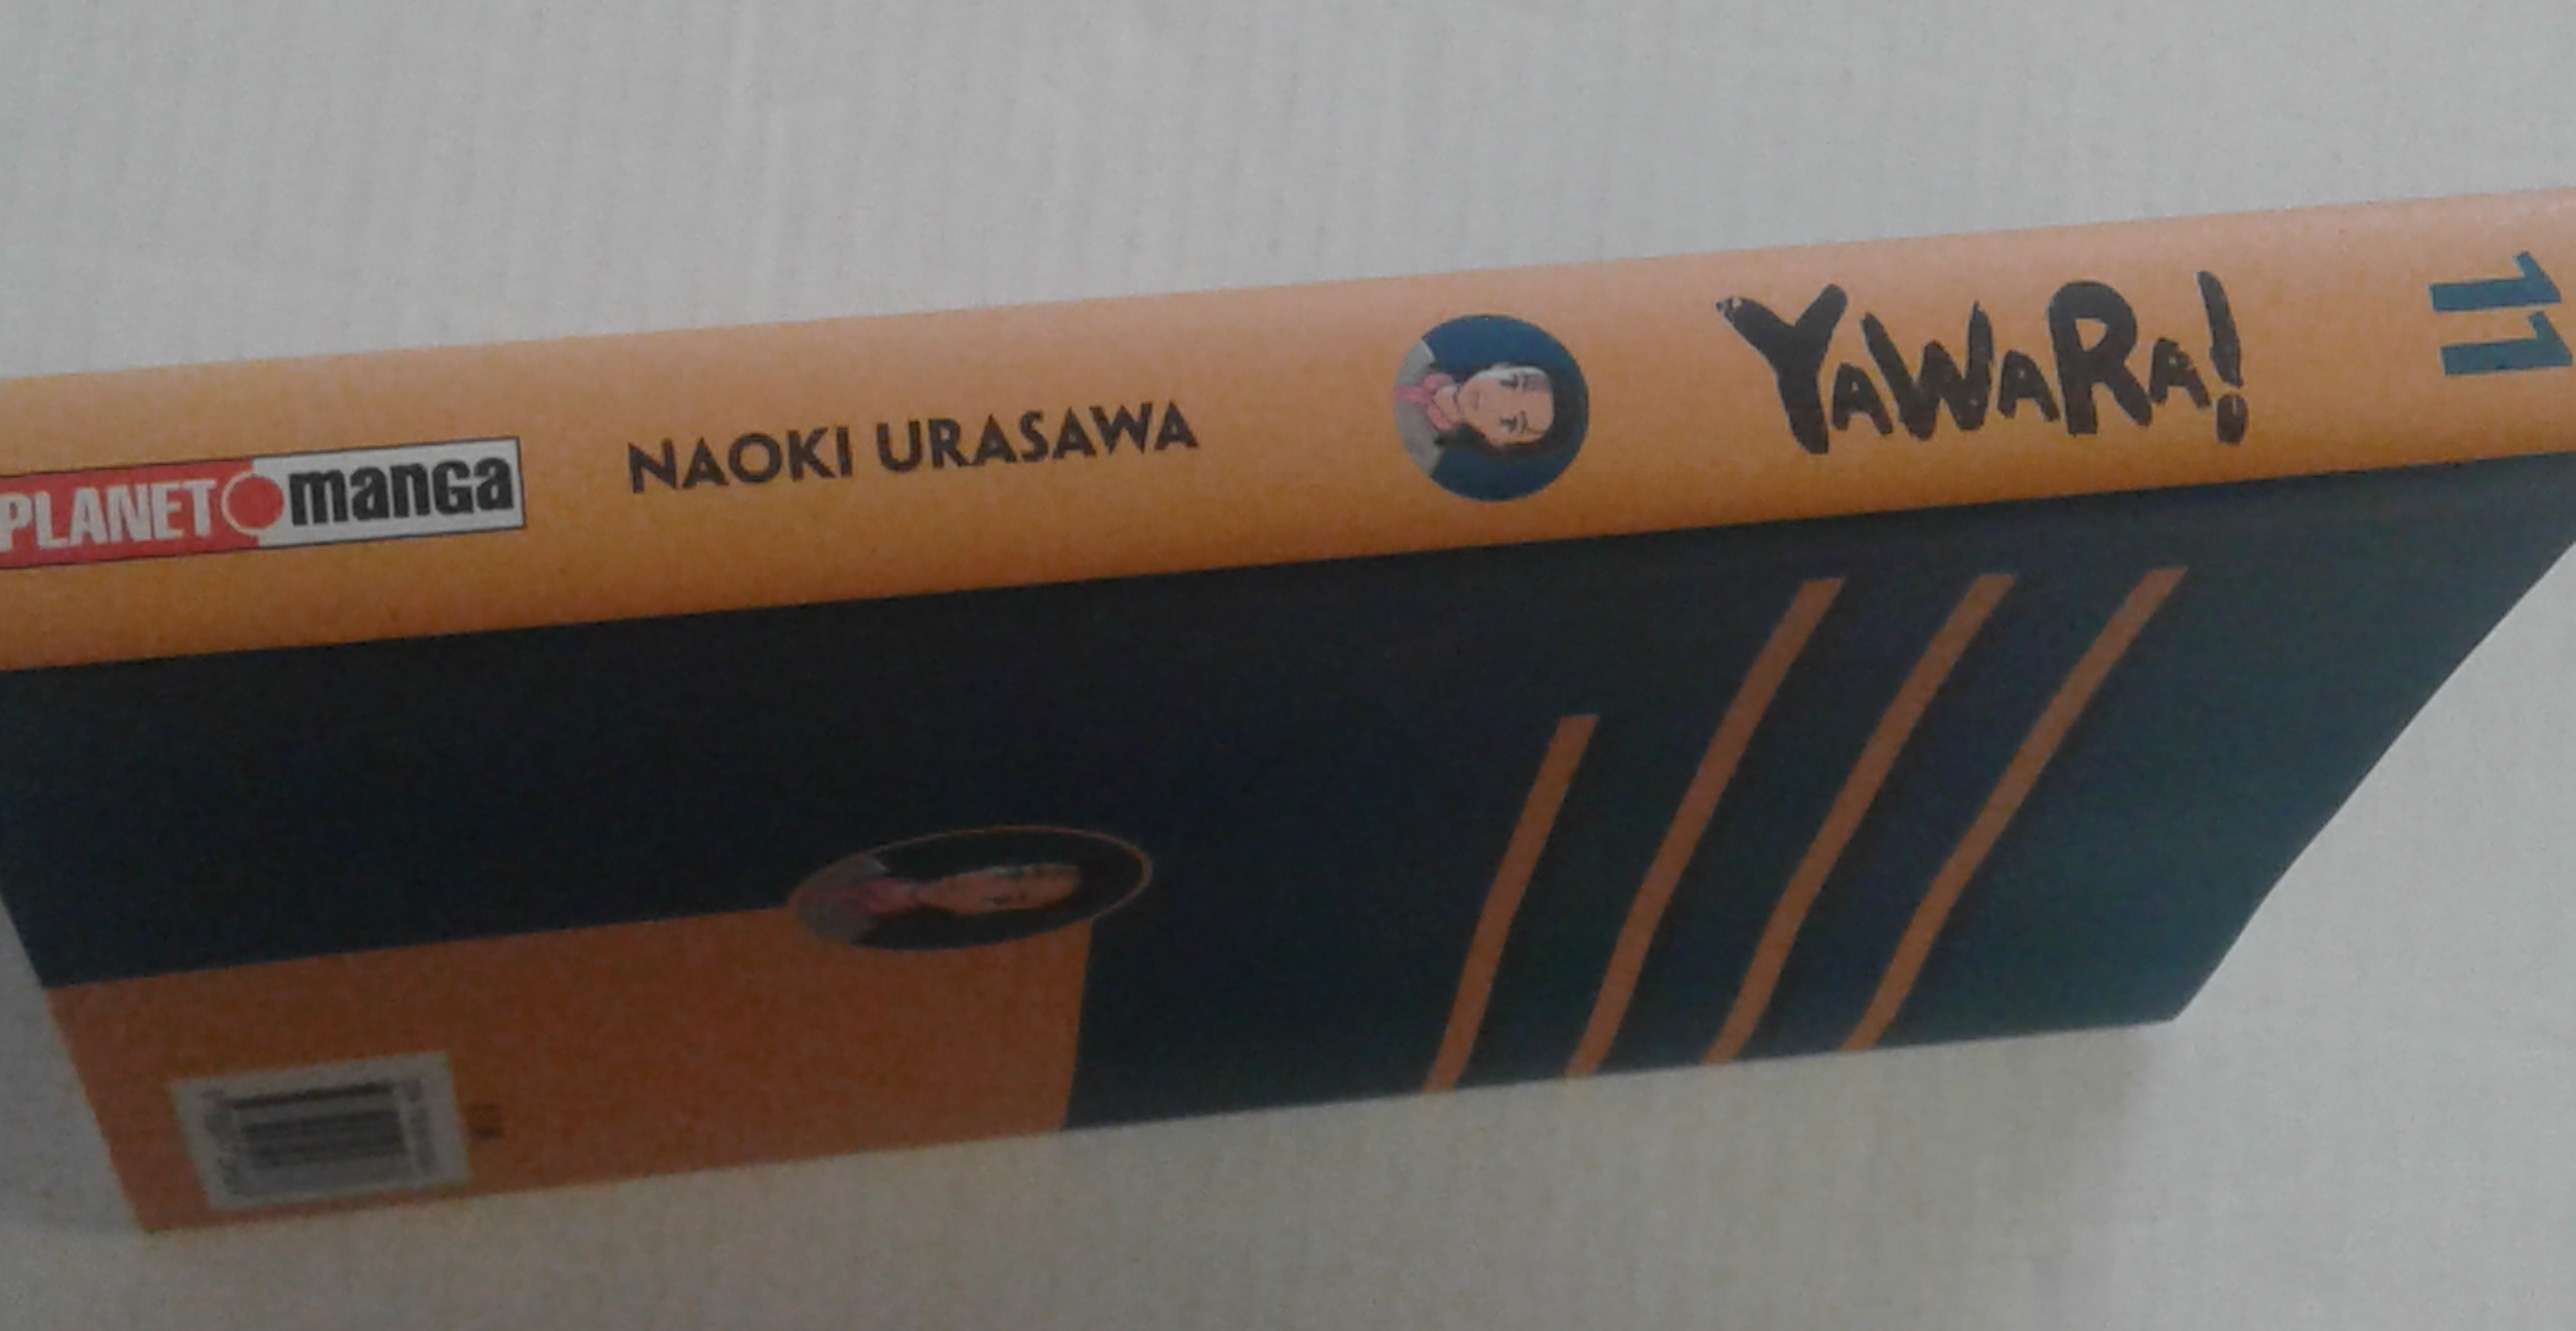 PLANET manga
NAOKI URASAWA
YAWARA!
11